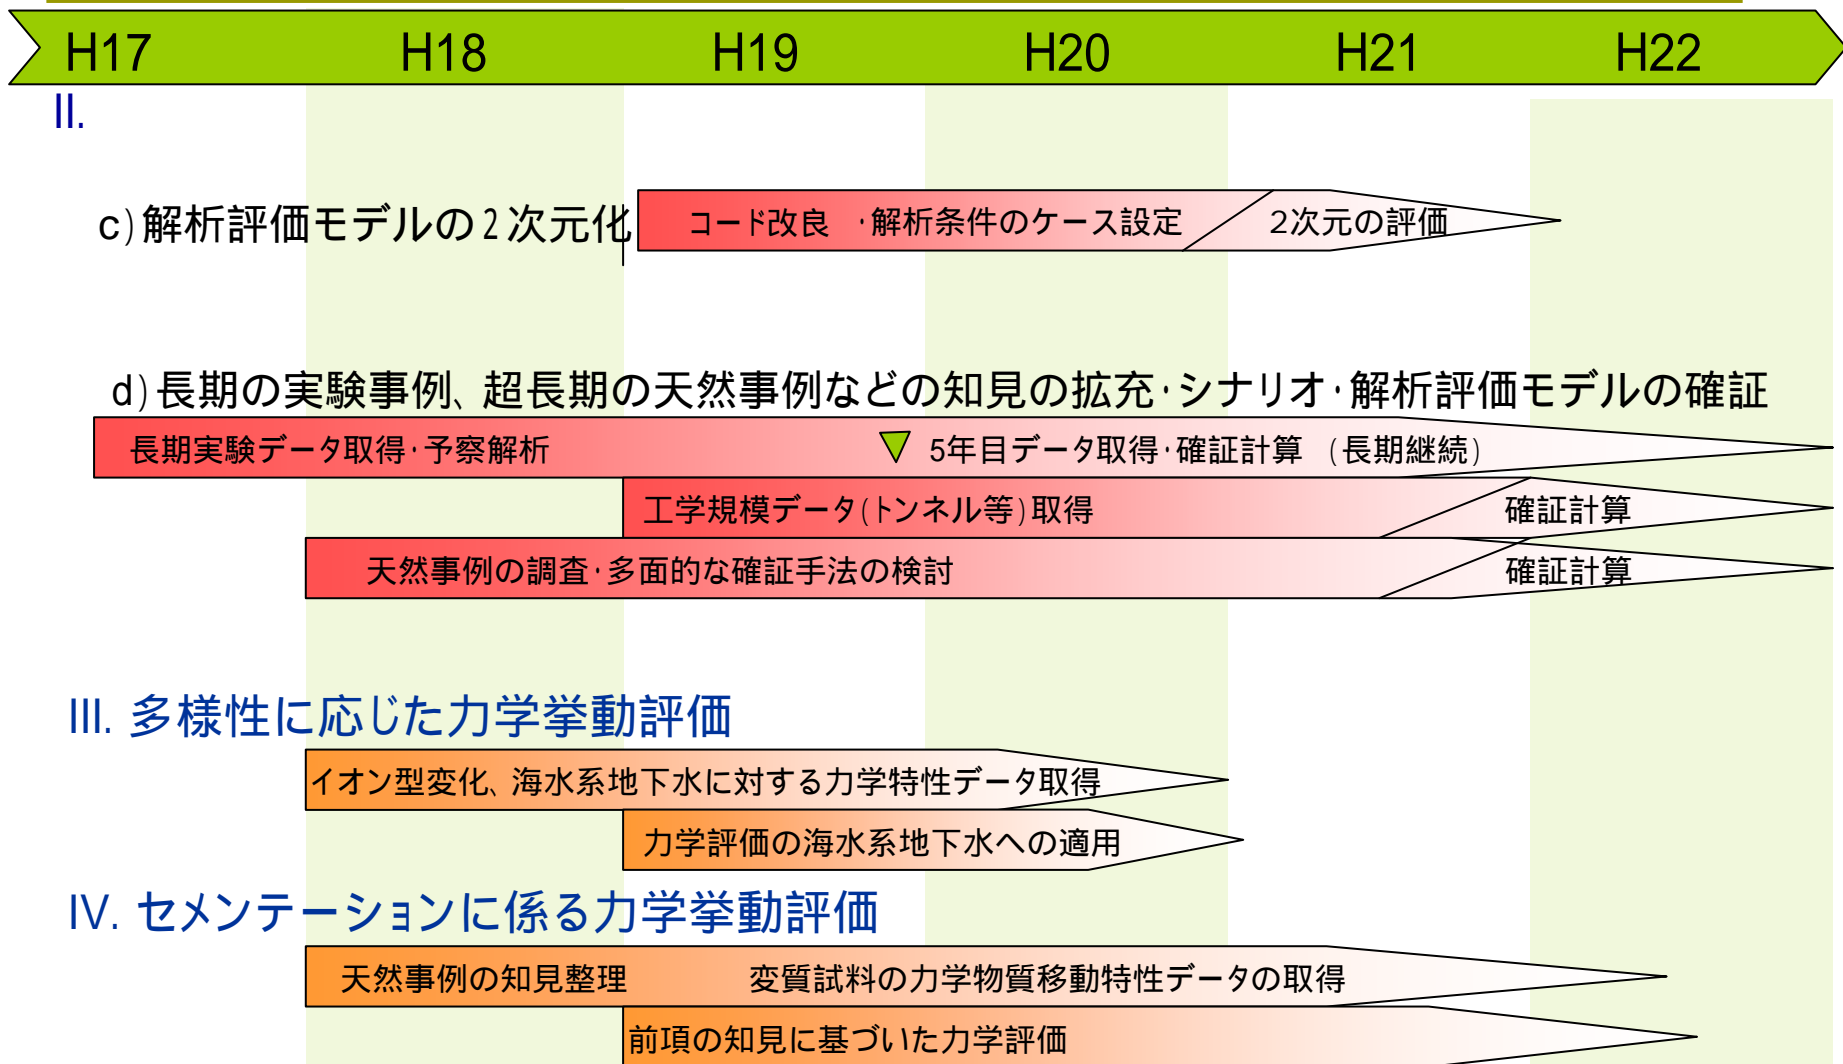 H17 H18 H19 H20 H21 H22
II.
c)解析評価モデルの2次元化
コード改良 ・解析条件のケース設定 2次元の評価
d)長期の実験事例、超長期の天然事例などの知見の拡充・シナリオ・解析評価モデルの確証
長期実験データ取得・予察解析 5年目データ取得・確証計算 (長期継続)
工学規模データ(トンネル等)取得 確証計算
天然事例の調査・多面的な確証手法の検討 確証計算
III. 多様性に応じた力学挙動評価
イオン型変化、海水系地下水に対する力学特性データ取得
力学評価の海水系地下水への適用
IV. セメンテーションに係る力学挙動評価
天然事例の知見整理 変質試料の力学物質移動特性データの取得
前項の知見に基づいた力学評価